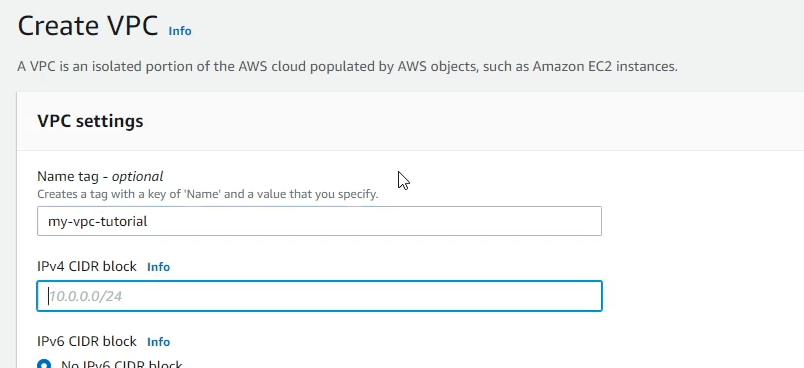 Create VPC Info
A VPC is an isolated portion of the AWS cloud populated by AWS objects, such as Amazon EC2 instances.
VPC settings
Name tag - optional
Creates a tag with a key of 'Name' and a value that you specify.
my-vpc-tutorial
IPv4 CIDR block Info
10.0.0.0/24
IPv6 CIDR block Info
No IPv6 CIDR block